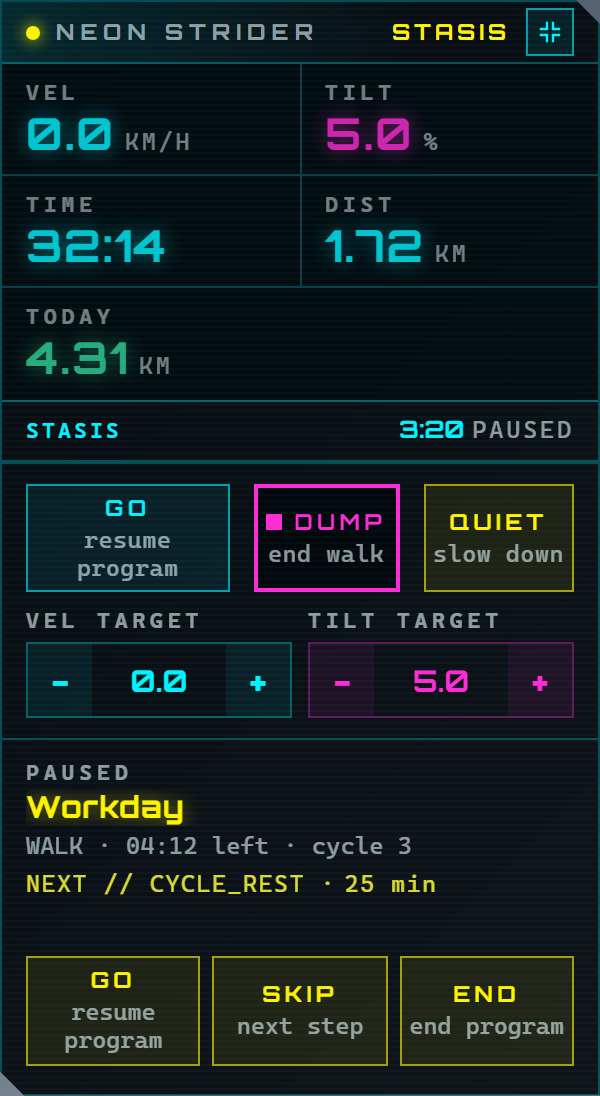 NEON STRIDER STASIS
VEL TILT
0.0 KM/H 5.0 %
TIME DIST
32:14 1.72 KM
TODAY
4.31 KM
STASIS 3:20 PAUSED
GO
resume
program
DUMP
end walk
QUIET
slow down
VEL TARGET TILT TARGET
- 0.0 + - 5.0 +
PAUSED
Workday
WALK · 04:12 left · cycle 3
NEXT // CYCLE_REST · 25 min
GO
resume
program
SKIP
next step
END
end program